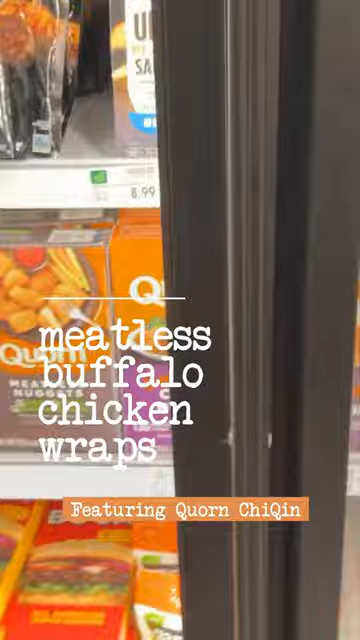 8.99
Quorn
MEATLESS
NUGGETS
meatless
buffalo
chicken
wraps
Featuring Quorn ChiQin